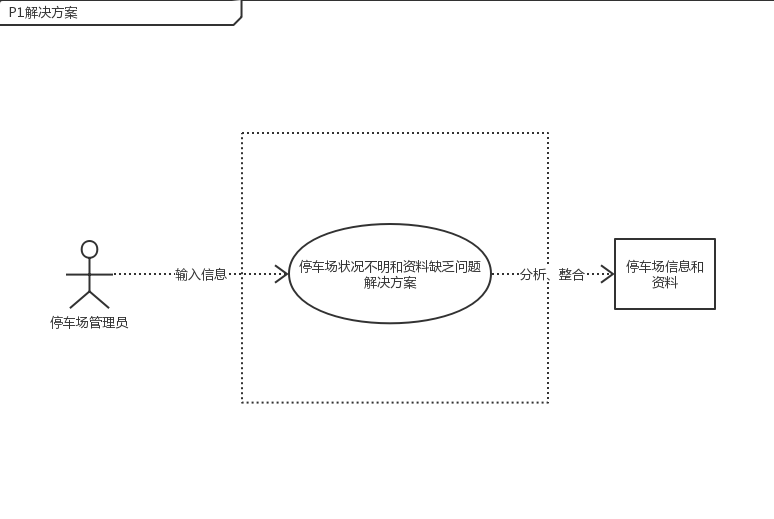 P1解决方案
停车场状况不明和资料缺乏问题
解决方案
停车场信息和
资料
输入信息
分析、整合
停车场管理员